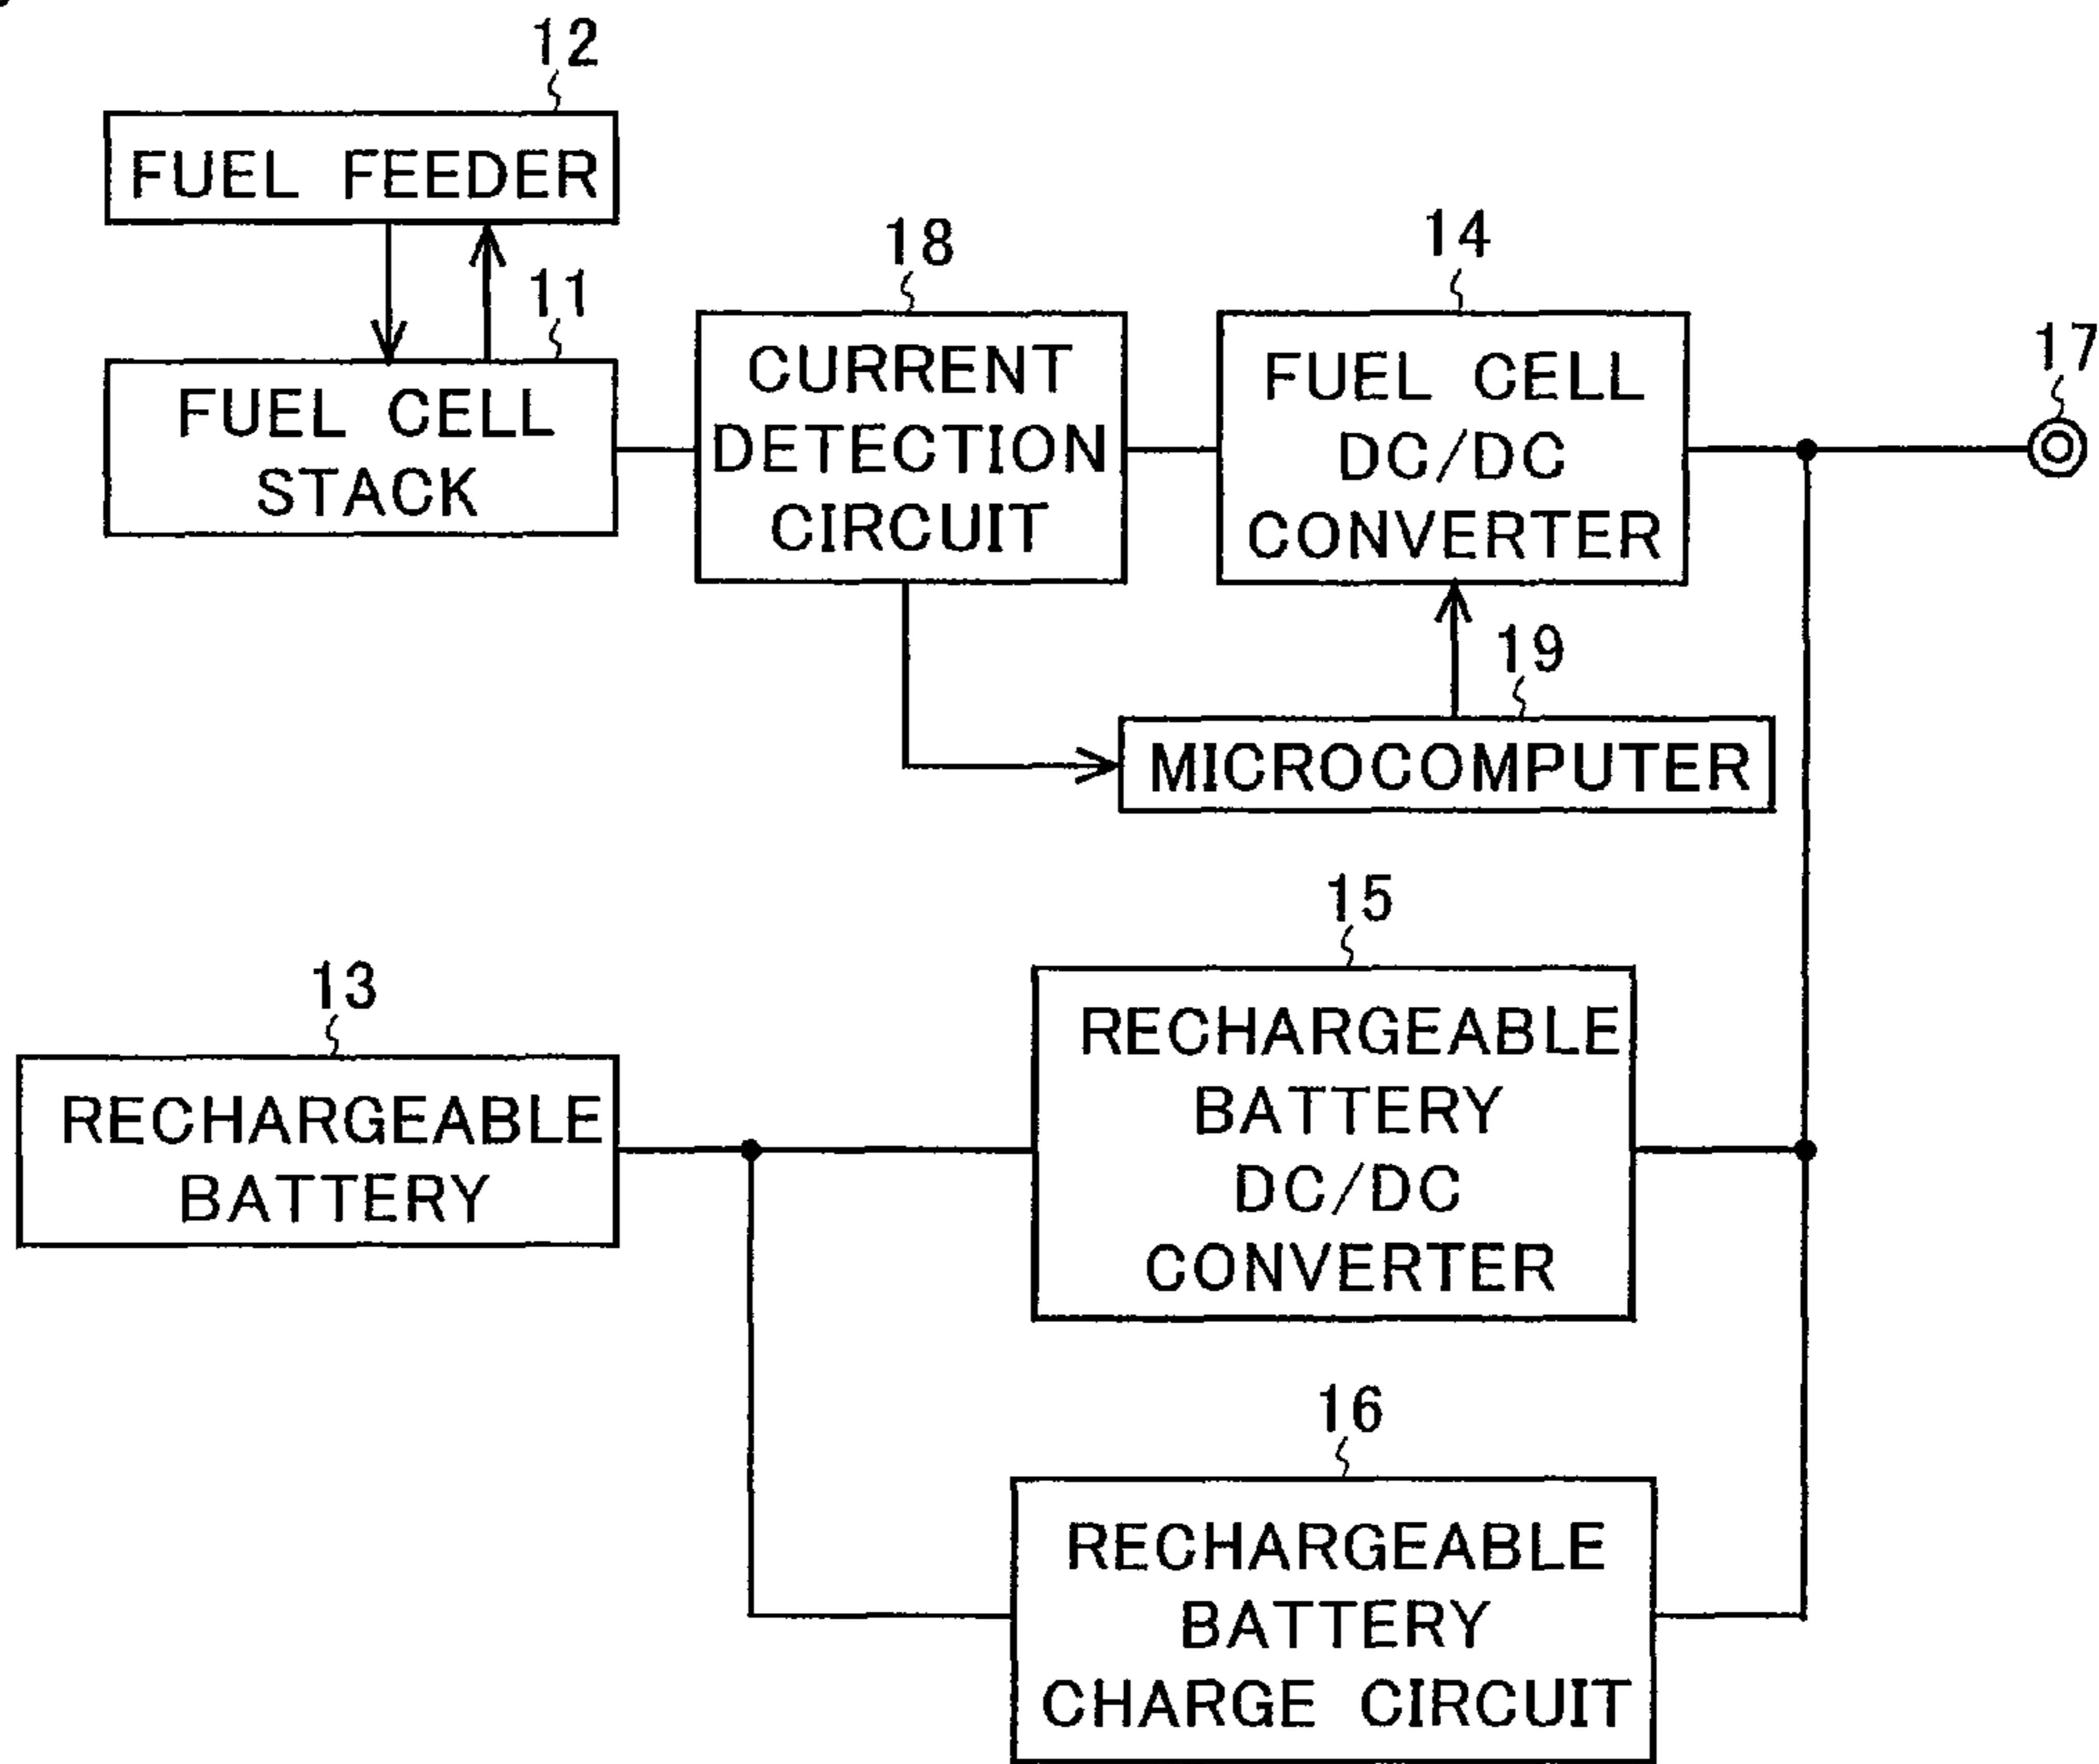 12
FUEL FEEDER
11
FUEL CELL
STACK
18
CURRENT
DETECTION
CIRCUIT
14
FUEL CELL
DC/DC
CONVERTER
17
19
MICROCOMPUTER
13
RECHARGEABLE
BATTERY
15
RECHARGEABLE
BATTERY
DC/DC
CONVERTER
16
RECHARGEABLE
BATTERY
CHARGE CIRCUIT